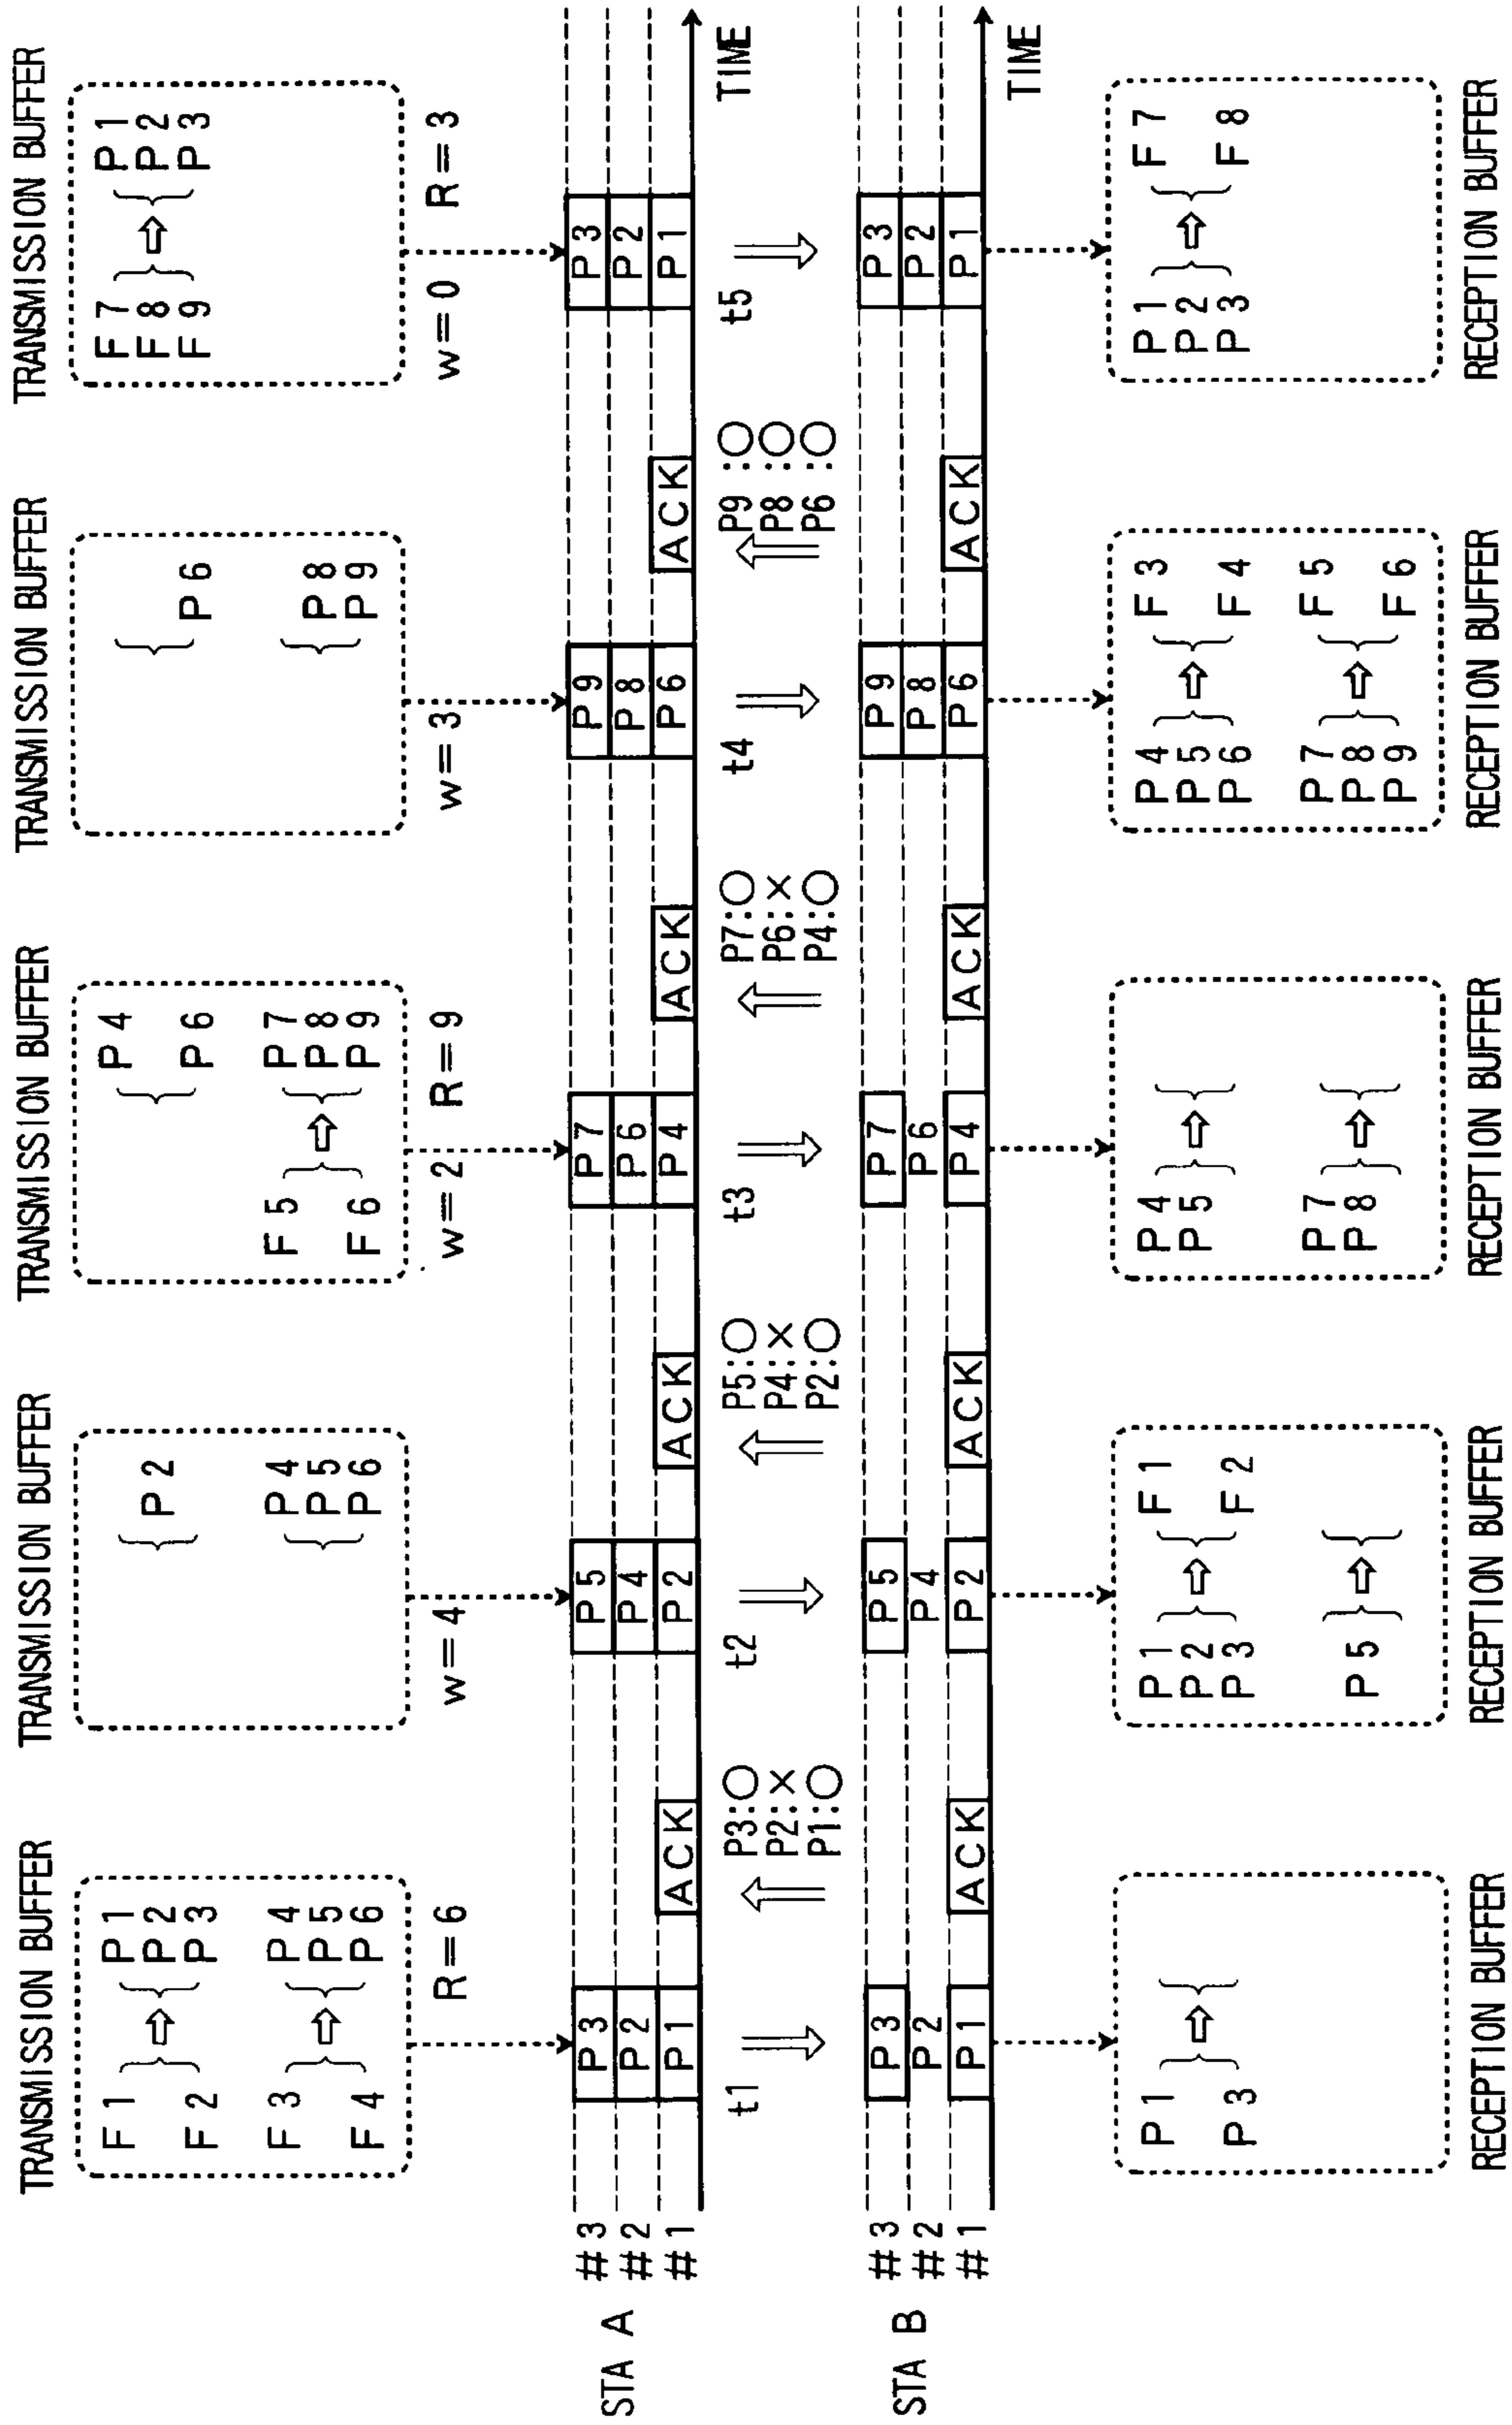 TRANSMISSION BUFFER TRANSMISSION BUFFER TRANSMISSION BUFFER TRANSMISSION BUFFER TRANSMISSION BUFFER
F1 P1 P2 P4 F7 P1
P2 F8 P2
F2 P3 P6 P6 F9 P3
F3 P4 P4 F5 P7
P5 P5 P8 P8
F4 P6 P6 F6 P9 P9
R=6 w=4 w=2 R=9 w=3 w=0 R=3
#3 P3 P5 P7 P9 P3
STA A #2 P2 P4 P6 P8 P2
#1 P1 ACK P2 ACK P4 ACK P6 ACK P1
TIME
t1 P3:○ t2 P5:○ t3 P7:○ t4 P9:○ t5
P2:× P4:× P6:× P8:○
P1:○ P2:○ P4:○ P6:○
#3 P3 P5 P7 P9 P3
STA B #2 P2 P4 P6 P8 P2
#1 P1 ACK P2 ACK P4 ACK P6 ACK P1
TIME
P1 P1 F1 P4 P4 F3 P1 F7
P2 P5 P5 P2
P3 P3 F2 P6 F4 P3 F8
P7 P7 F5
P5 P8 P8
P9 F6
RECEPTION BUFFER RECEPTION BUFFER RECEPTION BUFFER RECEPTION BUFFER RECEPTION BUFFER